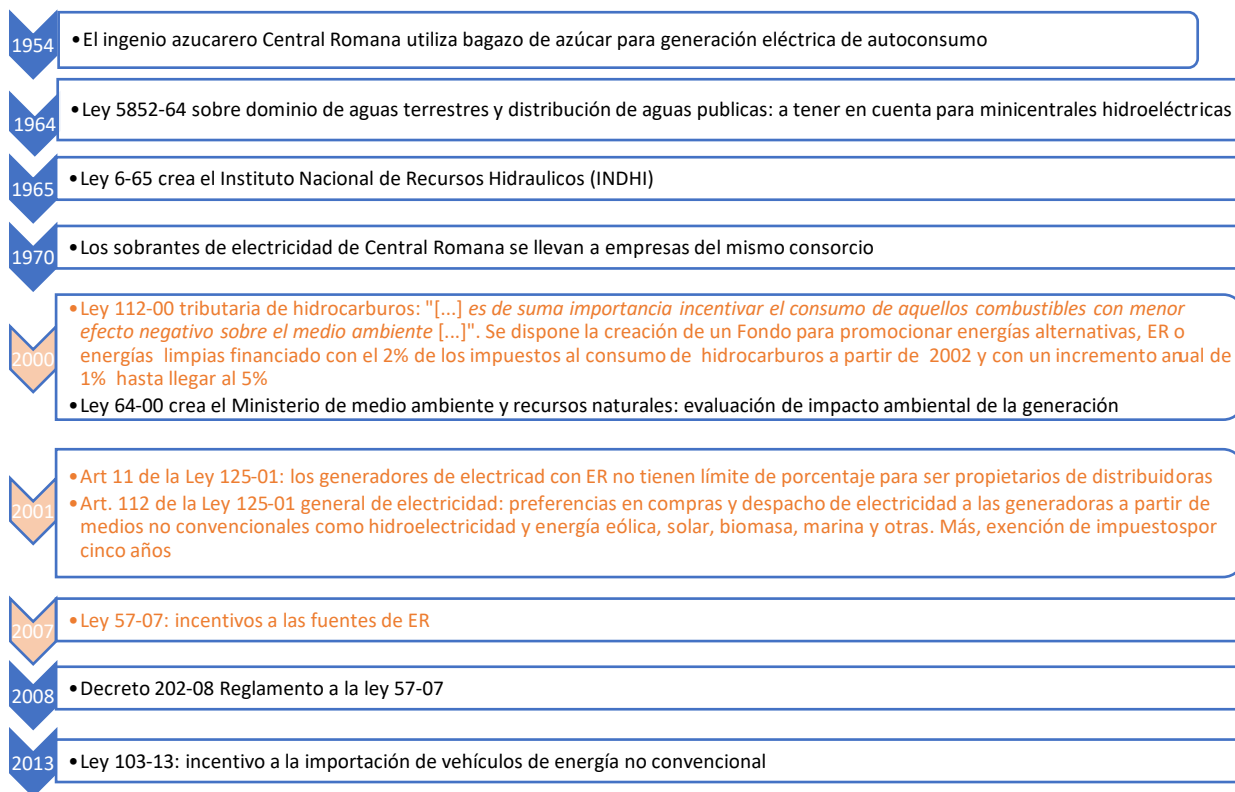 1954
•El ingenio azucarero Central Romana utiliza bagazo de azúcar para generación eléctrica de autoconsumo
1964
•Ley 5852-64 sobre dominio de aguas terrestres y distribución de aguas publicas: a tener en cuenta para minicentrales hidroeléctricas
1965
•Ley 6-65 crea el Instituto Nacional de Recursos Hidraulicos (INDHI)
1970
•Los sobrantes de electricidad de Central Romana se llevan a empresas del mismo consorcio
2000
•Ley 112-00 tributaria de hidrocarburos: "[...] es de suma importancia incentivar el consumo de aquellos combustibles con menor
efecto negativo sobre el medio ambiente [...]". Se dispone la creación de un Fondo para promocionar energías alternativas, ER o
energías limpias financiado con el 2% de los impuestos al consumo de hidrocarburos a partir de 2002 y con un incremento anual de
1% hasta llegar al 5%
•Ley 64-00 crea el Ministerio de medio ambiente y recursos naturales: evaluación de impacto ambiental de la generación
2001
•Art 11 de la Ley 125-01: los generadores de electricad con ER no tienen límite de porcentaje para ser propietarios de distribuidoras
•Art. 112 de la Ley 125-01 general de electricidad: preferencias en compras y despacho de electricidad a las generadoras a partir de
medios no convencionales como hidroelectricidad y energía eólica, solar, biomasa, marina y otras. Más, exención de impuestospor
cinco años
2007
•Ley 57-07: incentivos a las fuentes de ER
2008
•Decreto 202-08 Reglamento a la ley 57-07
2013
•Ley 103-13: incentivo a la importación de vehículos de energía no convencional